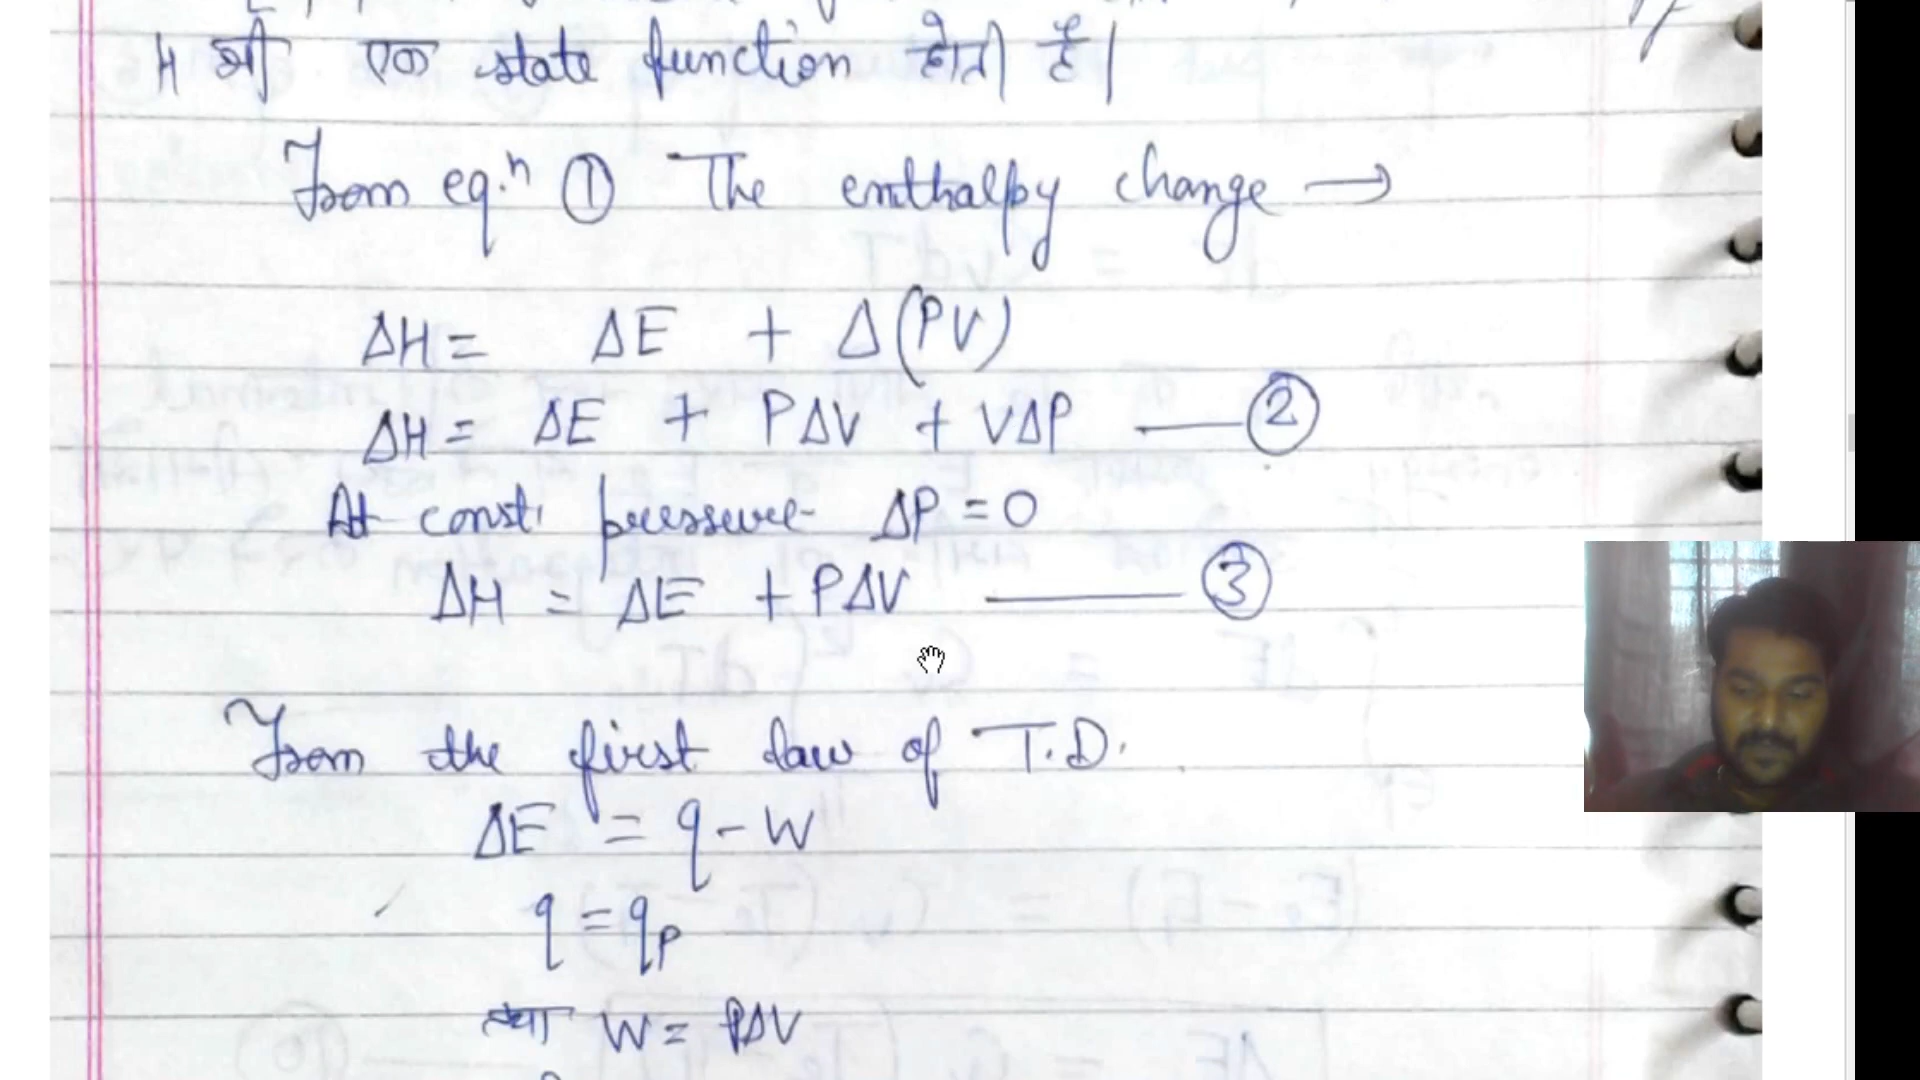 H भी एक state function होती है।
From eq.ⁿ ① The enthalpy change →
ΔH = ΔE + Δ(PV)
ΔH = ΔE + PΔV + VΔP —— ②
At const. pressure ΔP = 0
ΔH = ΔE + PΔV —— ③
From the first law of T.D.
ΔE = q - W
q = qₚ
तथा W = PΔV